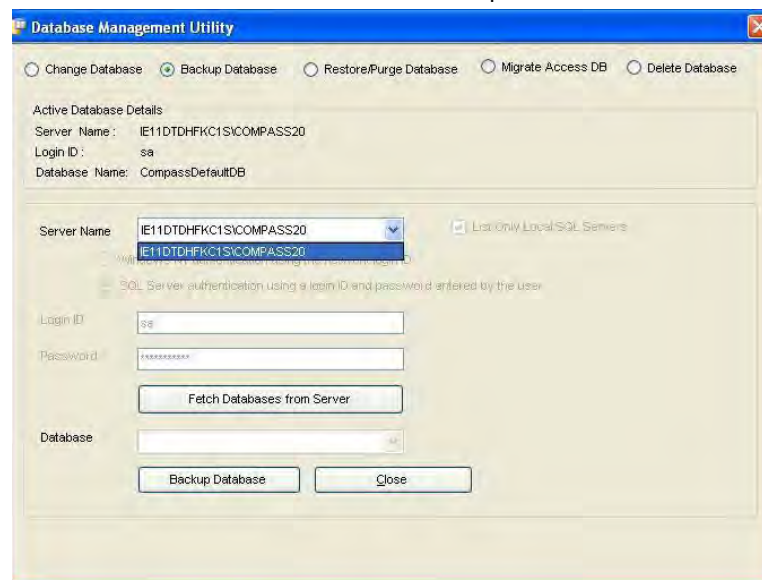 Database Management Utility
Change Database Backup Database Restore/Purge Database Migrate Access DB Delete Database
Active Database Details
Server Name : IE11DTDHFKC1S\COMPASS20
Login ID : sa
Database Name: CompassDefaultDB
Server Name IE11DTDHFKC1S\COMPASS20 List Only Local SQL Servers
IE11DTDHFKC1S\COMPASS20
SQL Server authentication using a login ID and password entered by the user
Login ID sa
Password ***********
Fetch Databases from Server
Database
Backup Database Close